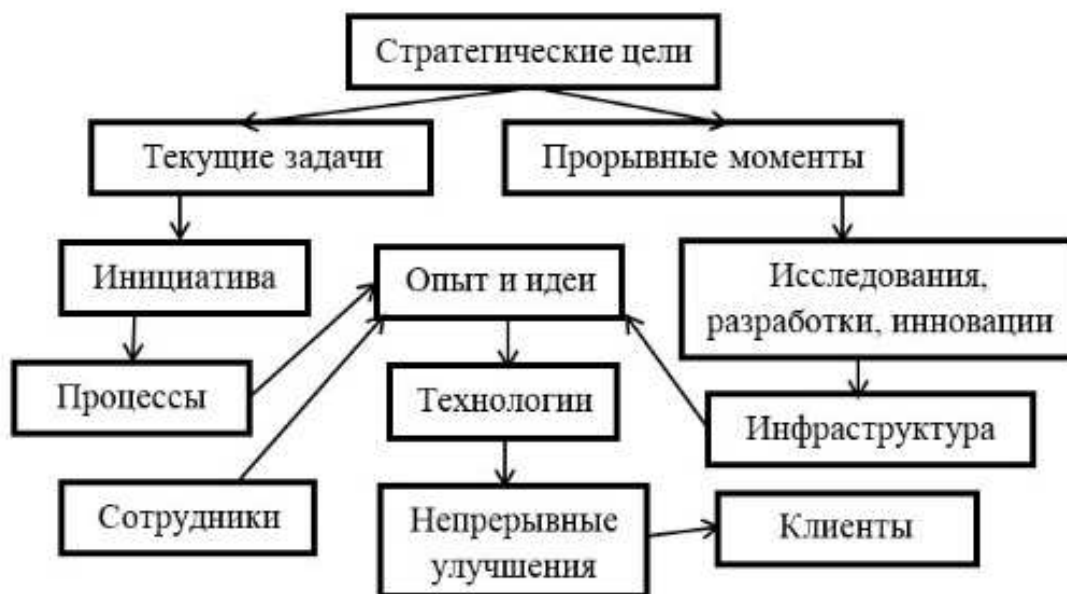 Стратегические цели
Текущие задачи
Прорывные моменты
Инициатива
Опыт и идеи
Исследования,
разработки, инновации
Процессы
Технологии
Инфраструктура
Сотрудники
Непрерывные
улучшения
Клиенты